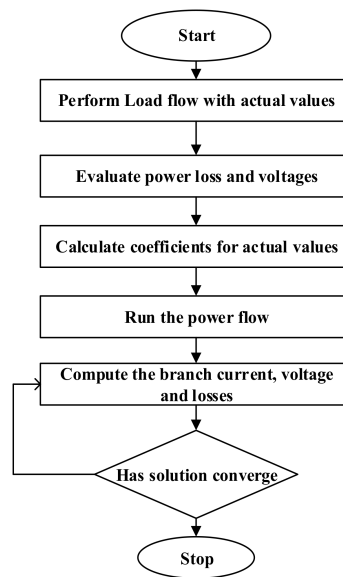 Start
Perform Load flow with actual values
Evaluate power loss and voltages
Calculate coefficients for actual values
Run the power flow
Compute the branch current, voltage
and losses
Has solution converge
Stop